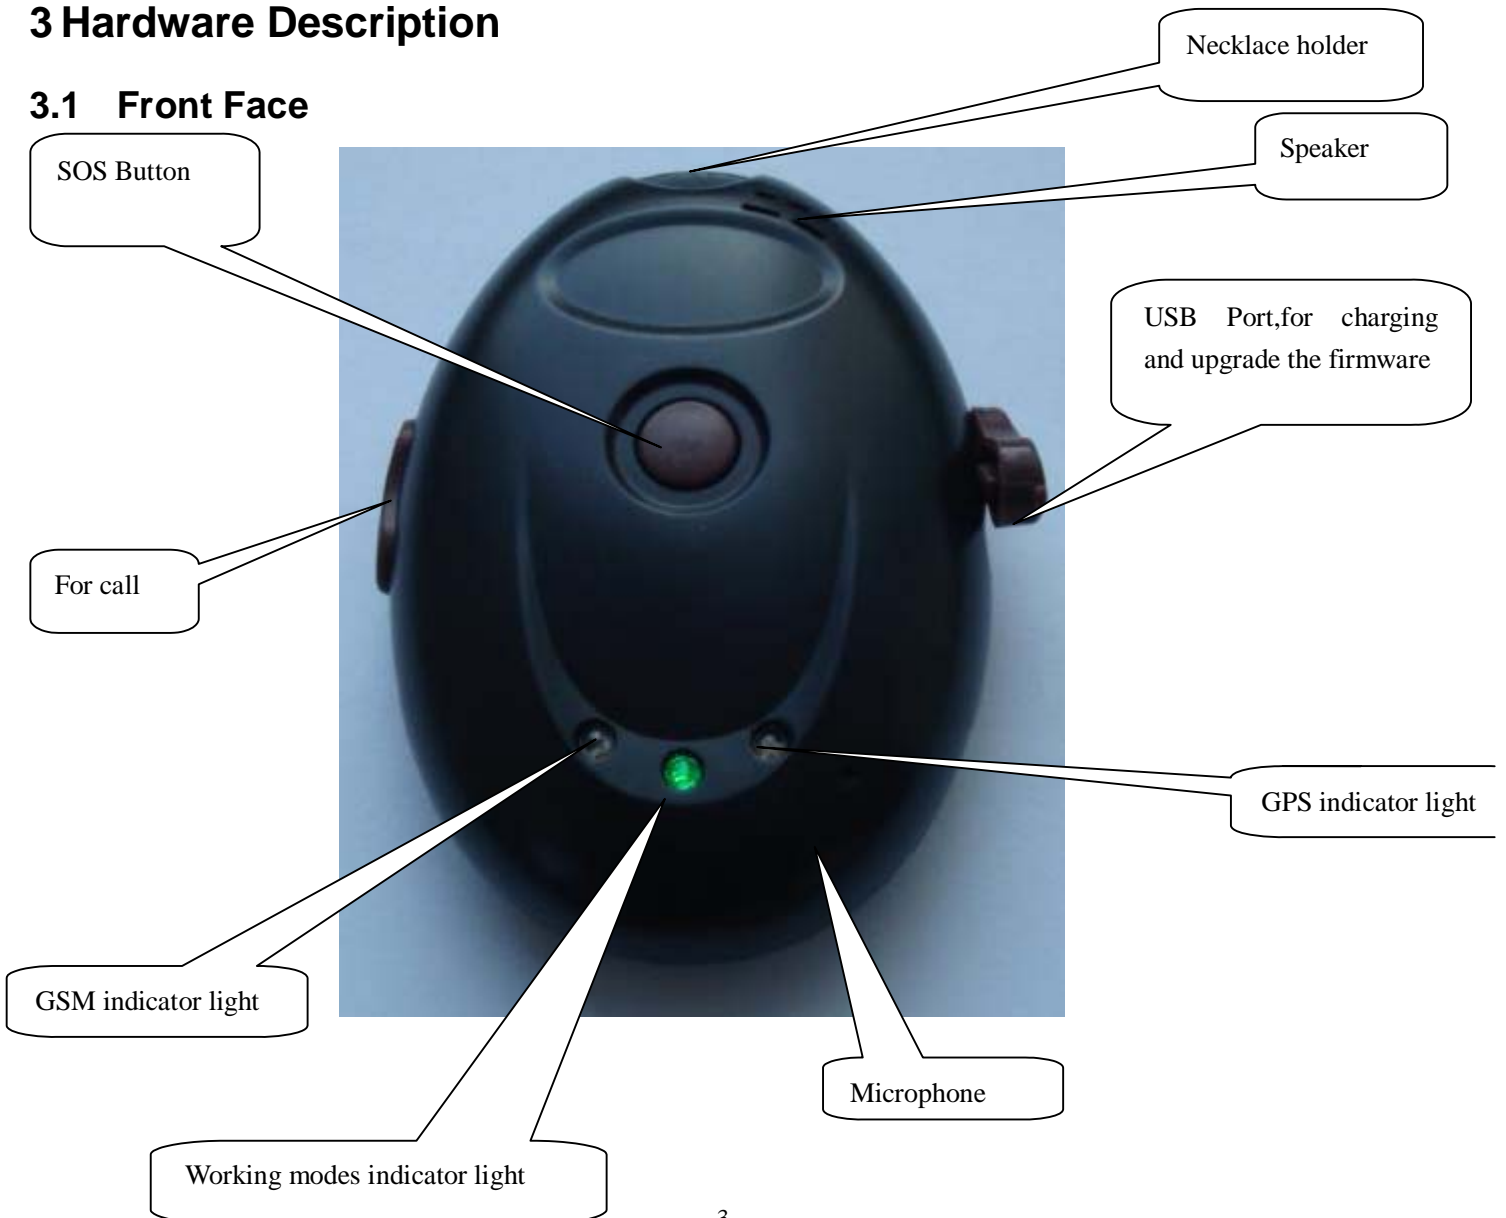 3 Hardware Description
Necklace holder
3.1 Front Face
Speaker
SOS Button
USB Port,for charging
and upgrade the firmware
For call
GPS indicator light
GSM indicator light
Microphone
Working modes indicator light
3